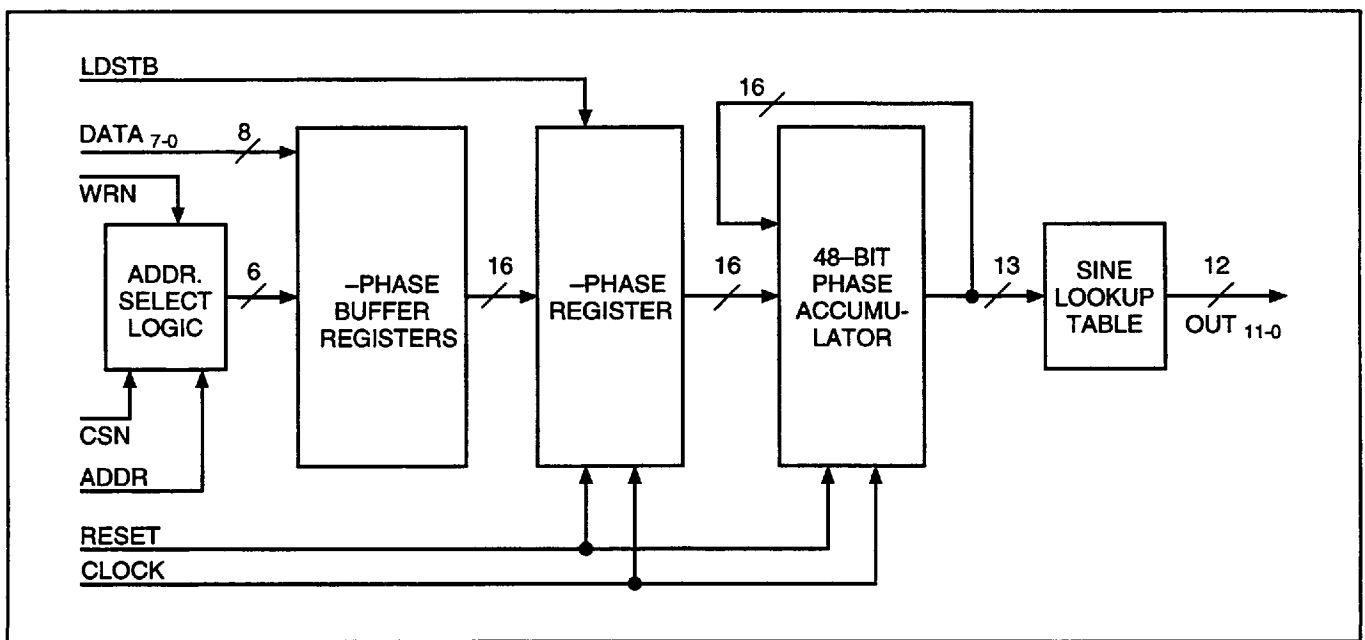 LDSTB
DATA 7-0
8
WRN
ADDR.
SELECT
LOGIC
6
CSN
ADDR
–PHASE
BUFFER
REGISTERS
16
–PHASE
REGISTER
16
16
48–BIT
PHASE
ACCUMU-
LATOR
13
SINE
LOOKUP
TABLE
12
OUT 11-0
RESET
CLOCK